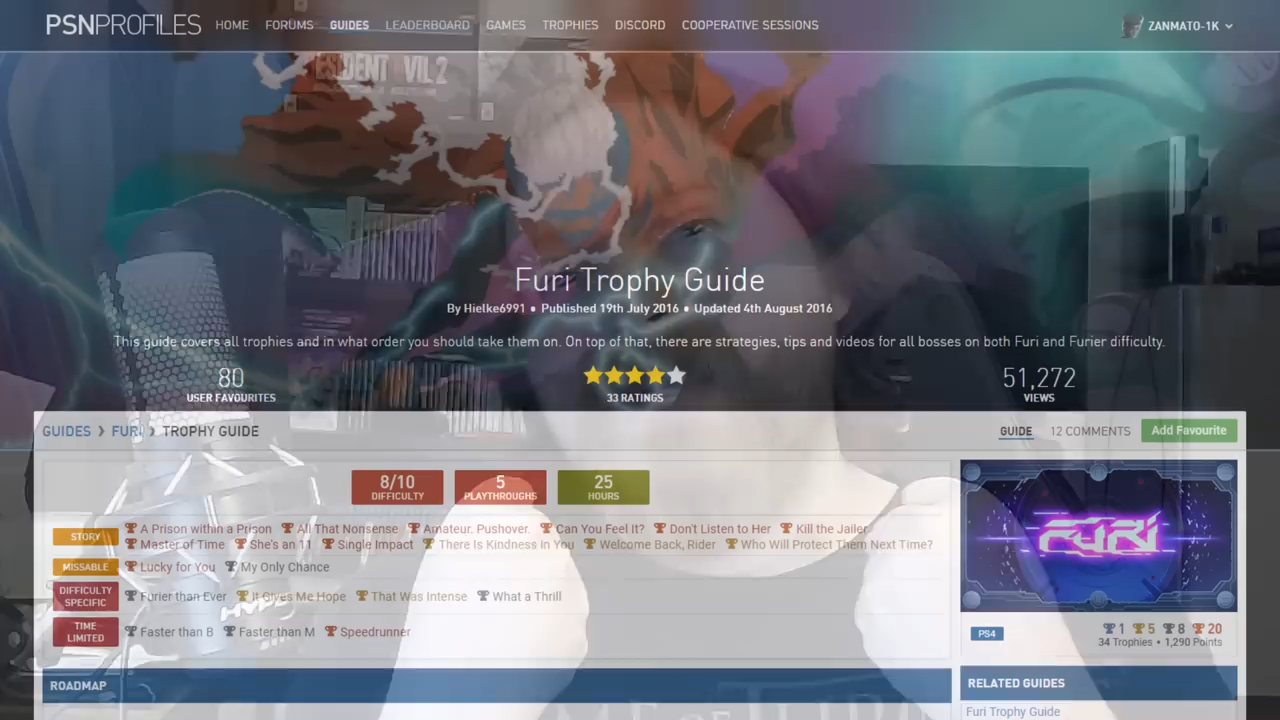 PSNPROFILES HOME FORUMS GUIDES LEADERBOARD GAMES TROPHIES DISCORD COOPERATIVE SESSIONS ZANMATO-1K
RESIDENT EVIL 2
Furi Trophy Guide
By Hielke6991 • Published 19th July 2016 • Updated 4th August 2016
This guide covers all trophies and in what order you should take them on. On top of that, there are strategies, tips and videos for all bosses on both Furi and Furier difficulty.
80
USER FAVOURITES
33 RATINGS
51,272
VIEWS
GUIDES > FURI > TROPHY GUIDE
GUIDE 12 COMMENTS Add Favourite
8/10
DIFFICULTY
5
PLAYTHROUGHS
25
HOURS
STORY
A Prison within a Prison All That Nonsense Amateur. Pushover. Can You Feel It? Don't Listen to Her Kill the Jailer
Master of Time She's an 11 Single Impact There Is Kindness in You Welcome Back, Rider Who Will Protect Them Next Time?
MISSABLE Lucky for You My Only Chance
DIFFICULTY
SPECIFIC
Furier than Ever It Gives Me Hope That Was Intense What a Thrill
TIME
LIMITED
Faster than B Faster than M Speedrunner
HYPE
FURI
PS4
1 5 8 20
34 Trophies • 1,290 Points
ROADMAP
RELATED GUIDES
Furi Trophy Guide